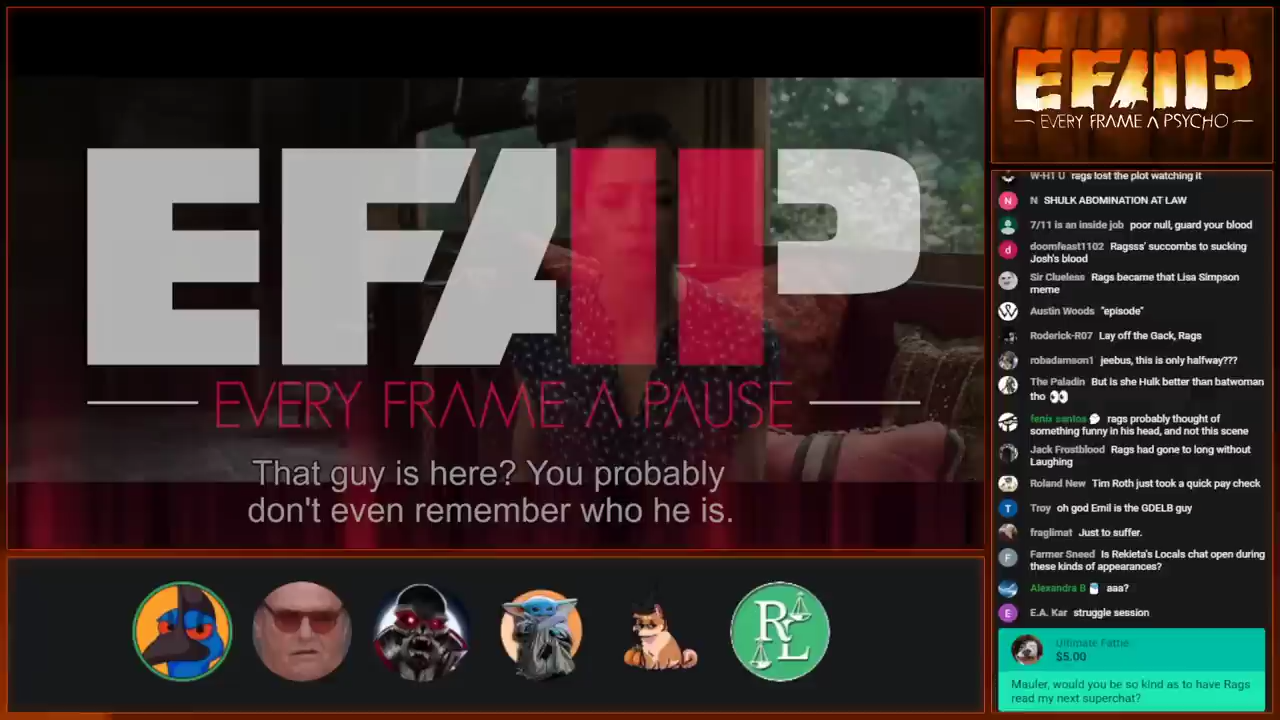 EFAIIP
EVERY FRAME A PAUSE
That guy is here? You probably
don't even remember who he is.
RL
EFAIIP
EVERY FRAME A PSYCHO
W-H1 U rags lost the plot watching it
N N SHULK ABOMINATION AT LAW
7/11 is an inside job poor null, guard your blood
d doomfeast1102 Ragsss' succombs to sucking
Josh's blood
Sir Clueless Rags became that Lisa Simpson
meme
W Austin Woods "episode"
Roderick-R07 Lay off the Gack, Rags
robadamson1 jeebus, this is only halfway???
The Paladin But is she Hulk better than batwoman
tho 👀
fenix santos rags probably thought of
something funny in his head, and not this scene
Jack Frostblood Rags had gone to long without
Laughing
Roland New Tim Roth just took a quick pay check
T Troy oh god Emil is the GDELB guy
fraglimat Just to suffer.
F Farmer Sneed Is Rekieta's Locals chat open during
these kinds of appearances?
Alexandra B aaa?
E E.A. Kar struggle session
Ultimate Fattie
$5.00
Mauler, would you be so kind as to have Rags
read my next superchat?